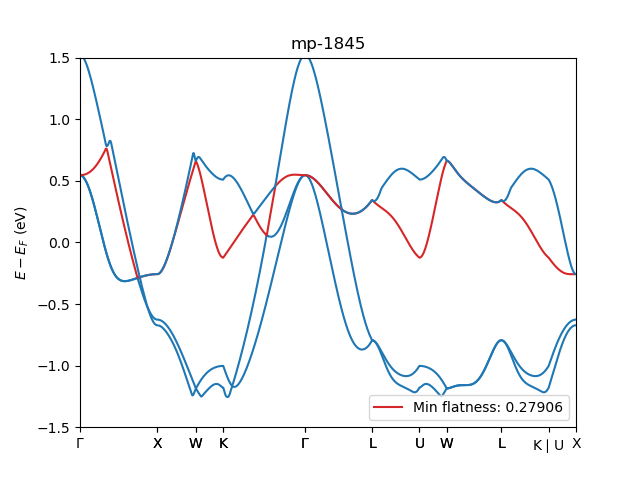 mp-1845
E − E_F (eV)
1.5
1.0
0.5
0.0
−0.5
−1.0
−1.5
Min flatness: 0.27906
Γ X W K Γ L U W L K | U X